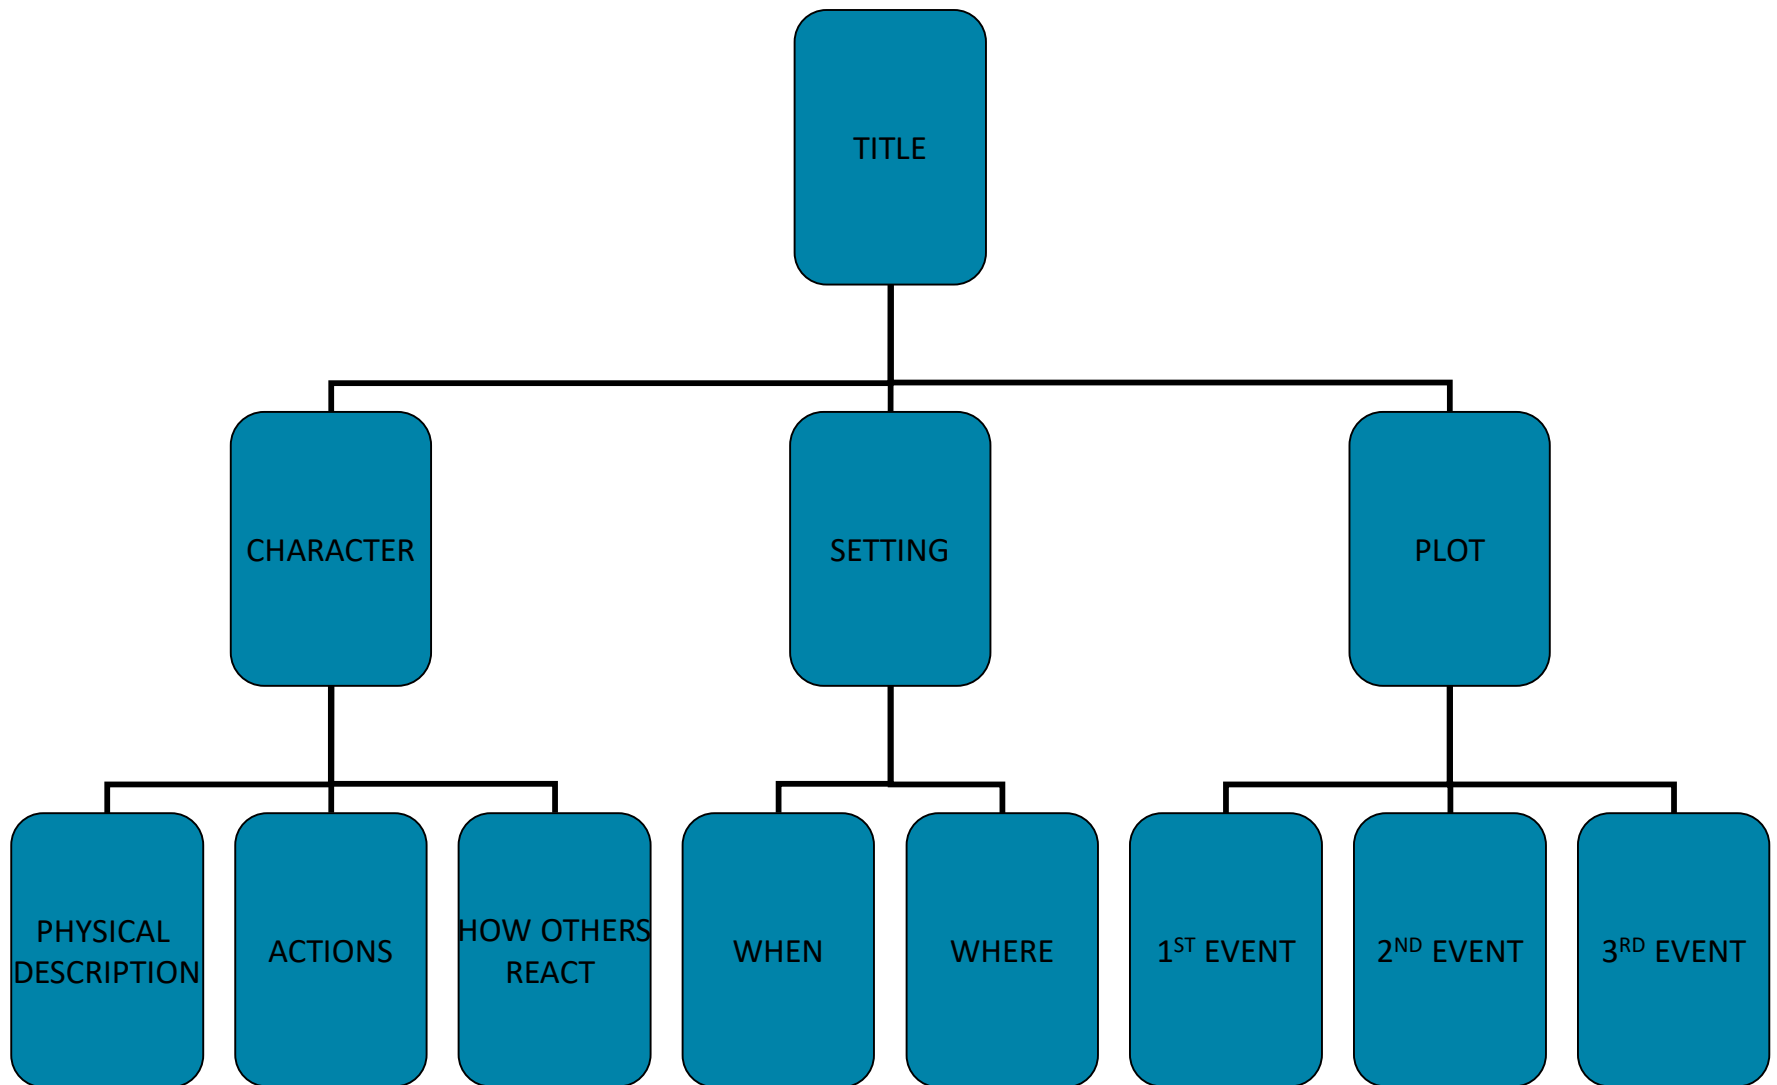 TITLE
CHARACTER
SETTING
PLOT
PHYSICAL
DESCRIPTION
ACTIONS
HOW OTHERS
REACT
WHEN
WHERE
1ST EVENT
2ND EVENT
3RD EVENT